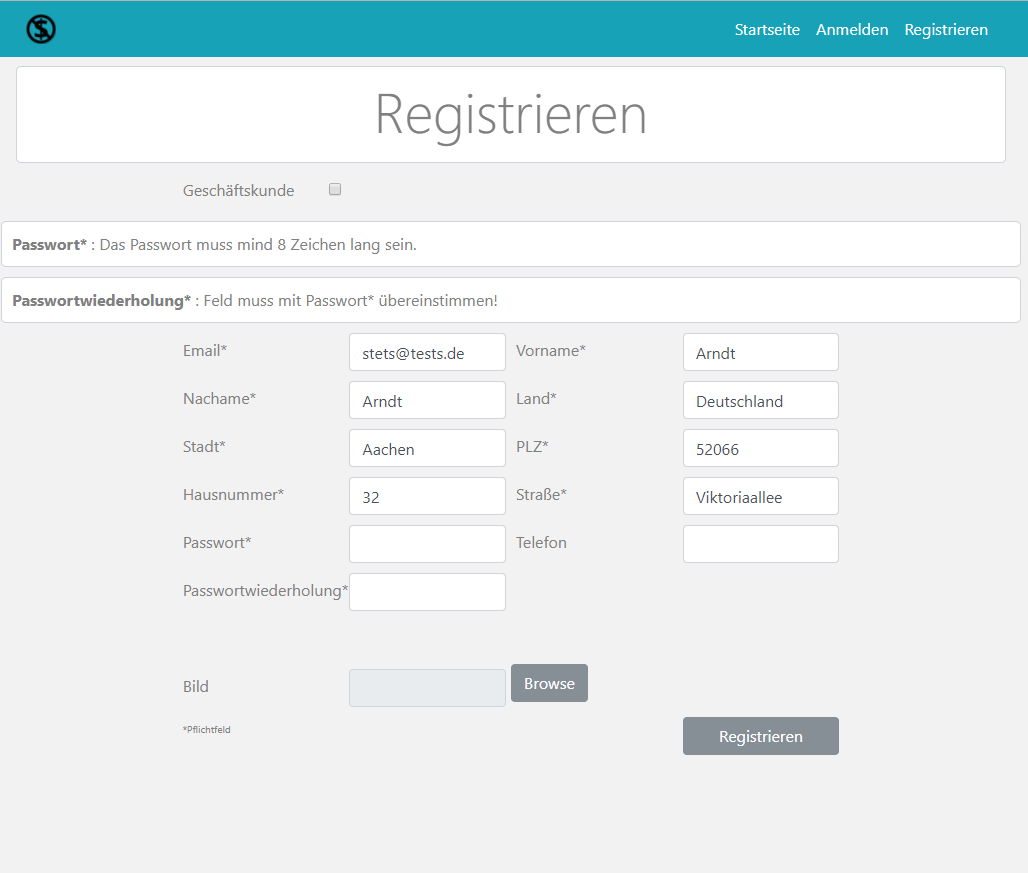 Startseite Anmelden Registrieren
Registrieren
Geschäftskunde
Passwort* : Das Passwort muss mind 8 Zeichen lang sein.
Passwortwiederholung* : Feld muss mit Passwort* übereinstimmen!
Email* stets@tests.de Vorname* Arndt
Nachame* Arndt Land* Deutschland
Stadt* Aachen PLZ* 52066
Hausnummer* 32 Straße* Viktoriaallee
Passwort* Telefon
Passwortwiederholung*
Bild Browse
*Pflichtfeld
Registrieren